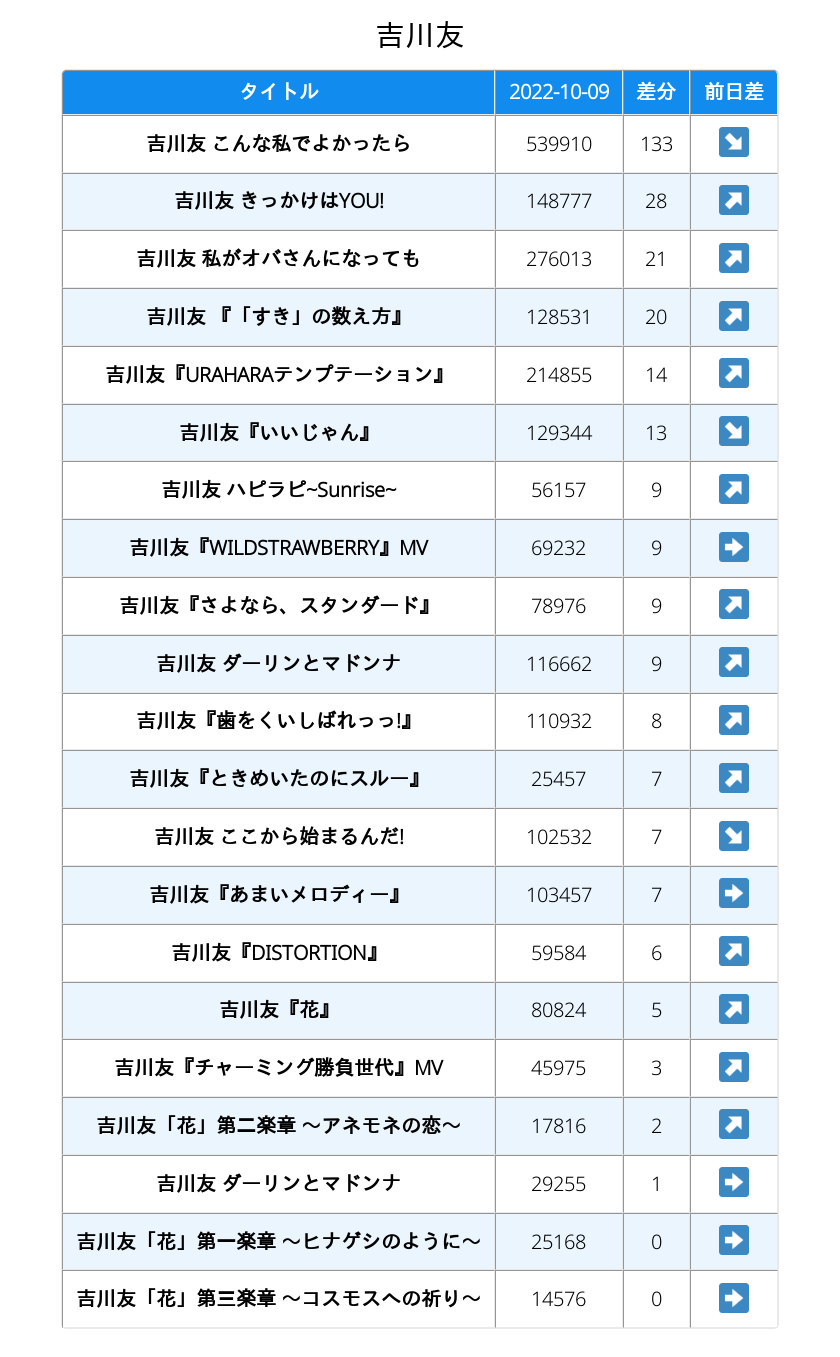 吉川友
タイトル 2022-10-09 差分 前日差
吉川友 こんな私でよかったら 539910 133
吉川友 きっかけはYOU! 148777 28
吉川友 私がオバさんになっても 276013 21
吉川友 『「すき」の数え方』 128531 20
吉川友『URAHARAテンプテーション』 214855 14
吉川友『いいじゃん』 129344 13
吉川友 ハピラピ~Sunrise~ 56157 9
吉川友『WILDSTRAWBERRY』MV 69232 9
吉川友『さよなら、スタンダード』 78976 9
吉川友 ダーリンとマドンナ 116662 9
吉川友『歯をくいしばれっっ!』 110932 8
吉川友『ときめいたのにスルー』 25457 7
吉川友 ここから始まるんだ! 102532 7
吉川友『あまいメロディー』 103457 7
吉川友『DISTORTION』 59584 6
吉川友『花』 80824 5
吉川友『チャーミング勝負世代』MV 45975 3
吉川友「花」第二楽章 ～アネモネの恋～ 17816 2
吉川友 ダーリンとマドンナ 29255 1
吉川友「花」第一楽章 ～ヒナゲシのように～ 25168 0
吉川友「花」第三楽章 ～コスモスへの祈り～ 14576 0